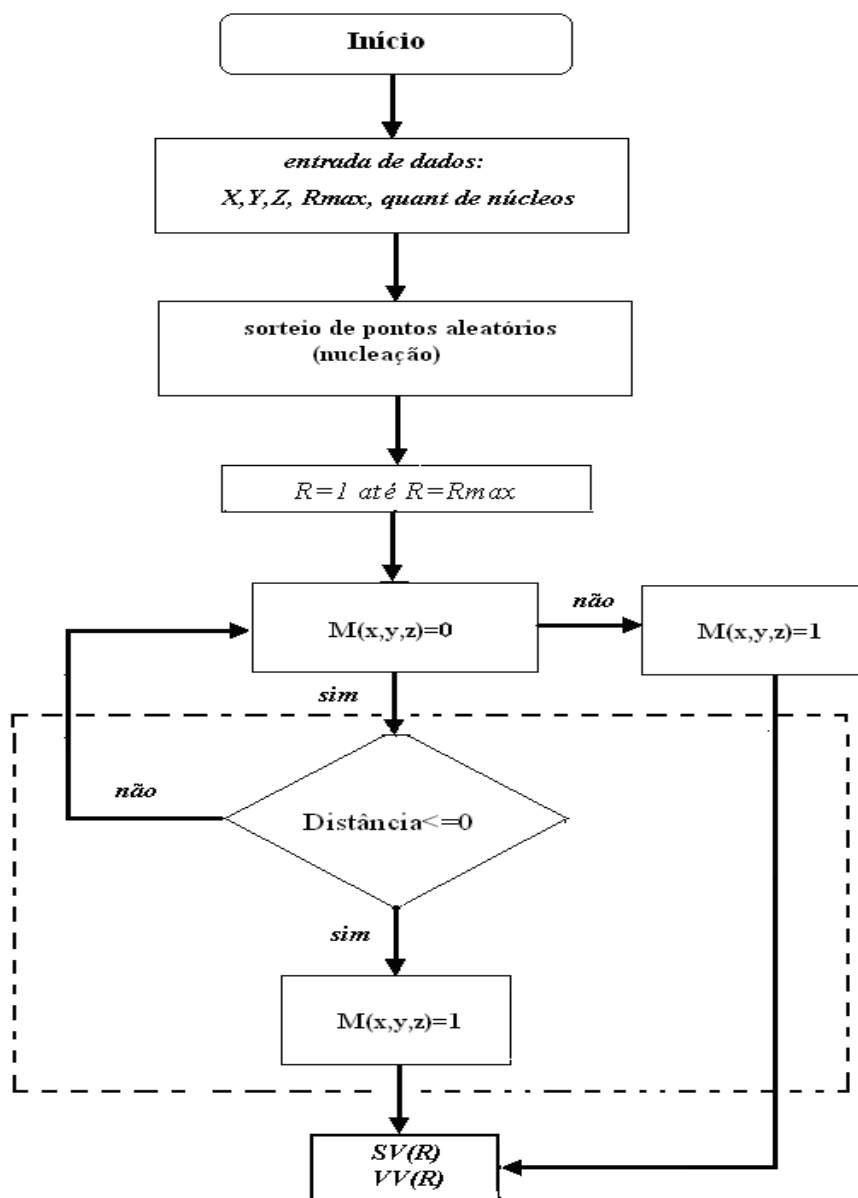 Início
entrada de dados:
X,Y,Z, Rmax, quant de núcleos
sorteio de pontos aleatórios
(nucleação)
R=1 até R=Rmax
M(x,y,z)=0
não
M(x,y,z)=1
sim
não
Distância<=0
sim
M(x,y,z)=1
SV(R)
VV(R)